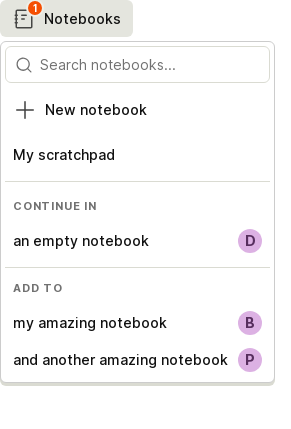 1
Notebooks
Search notebooks...
New notebook
My scratchpad
CONTINUE IN
an empty notebook D
ADD TO
my amazing notebook B
and another amazing notebook P